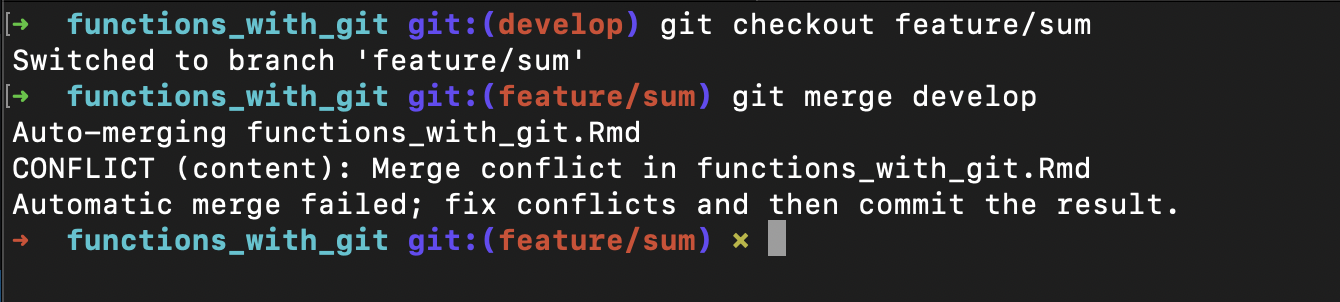 [➜  functions_with_git git:(develop) git checkout feature/sum
Switched to branch 'feature/sum'
[➜  functions_with_git git:(feature/sum) git merge develop
Auto-merging functions_with_git.Rmd
CONFLICT (content): Merge conflict in functions_with_git.Rmd
Automatic merge failed; fix conflicts and then commit the result.
➜  functions_with_git git:(feature/sum) ✗